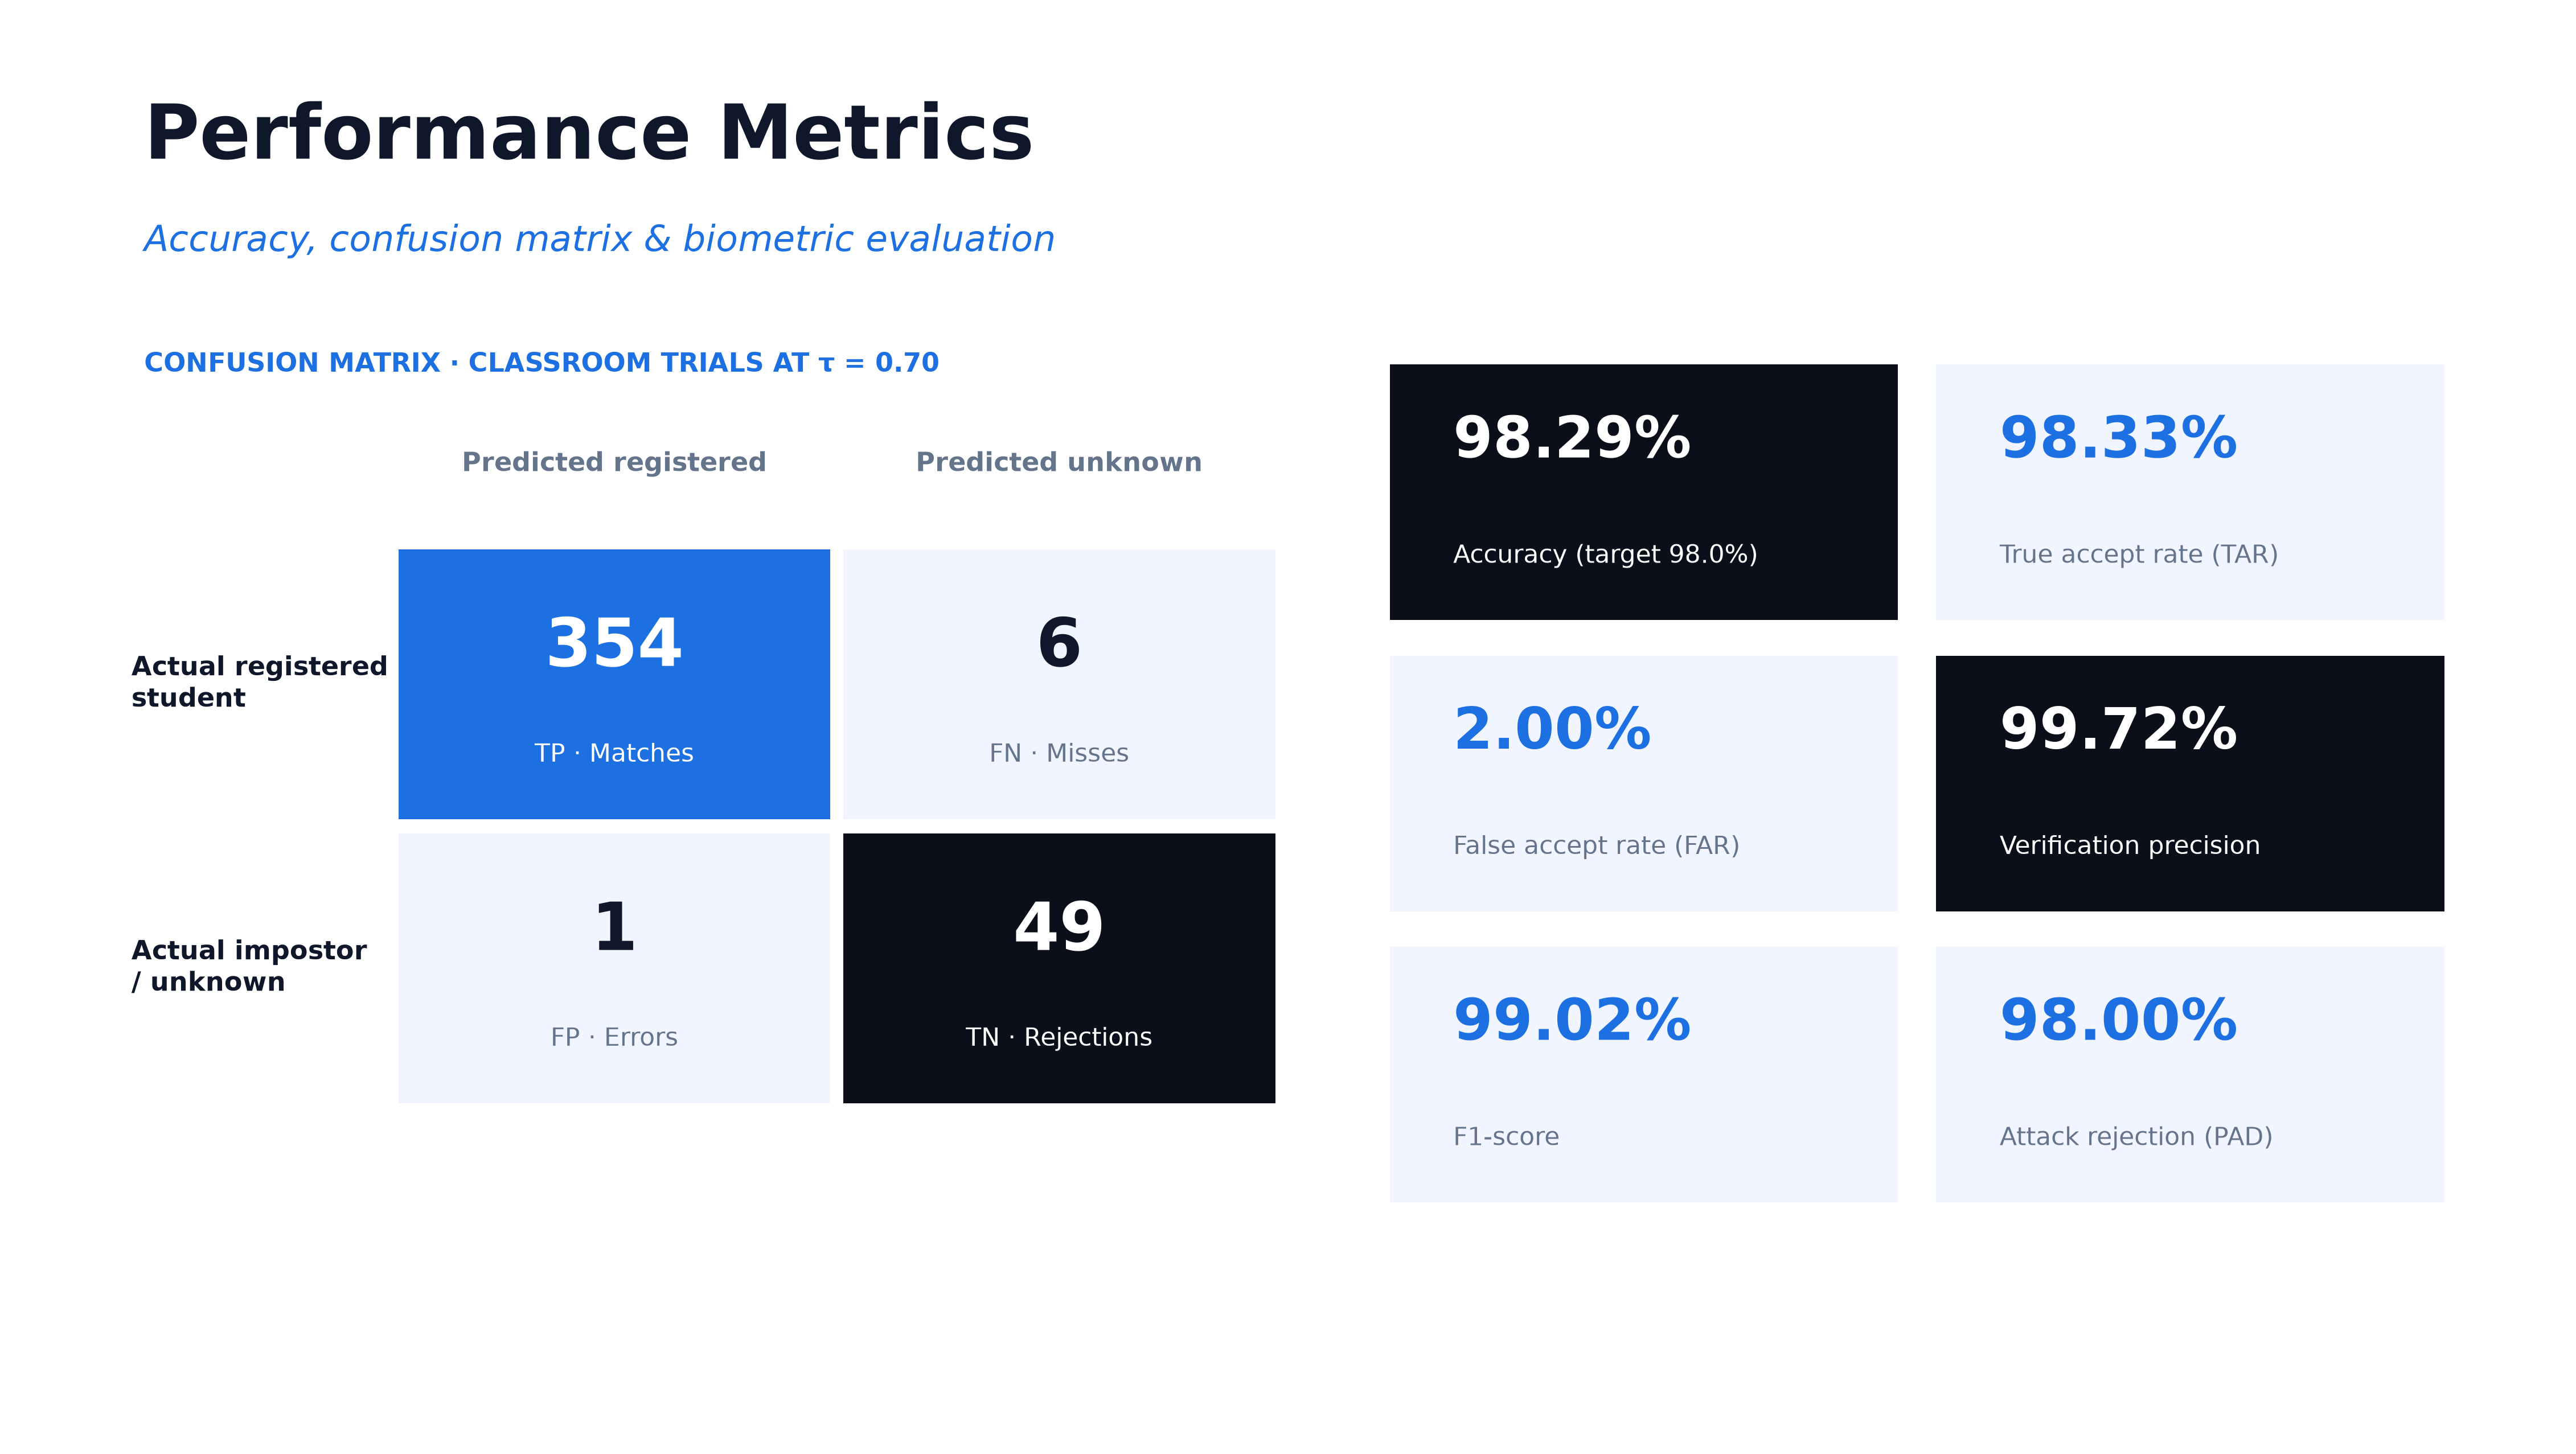 Performance Metrics
Accuracy, confusion matrix & biometric evaluation
CONFUSION MATRIX · CLASSROOM TRIALS AT τ = 0.70
Predicted registered
Predicted unknown
Actual registered
student
354
TP · Matches
6
FN · Misses
Actual impostor
/ unknown
1
FP · Errors
49
TN · Rejections
98.29%
Accuracy (target 98.0%)
98.33%
True accept rate (TAR)
2.00%
False accept rate (FAR)
99.72%
Verification precision
99.02%
F1-score
98.00%
Attack rejection (PAD)